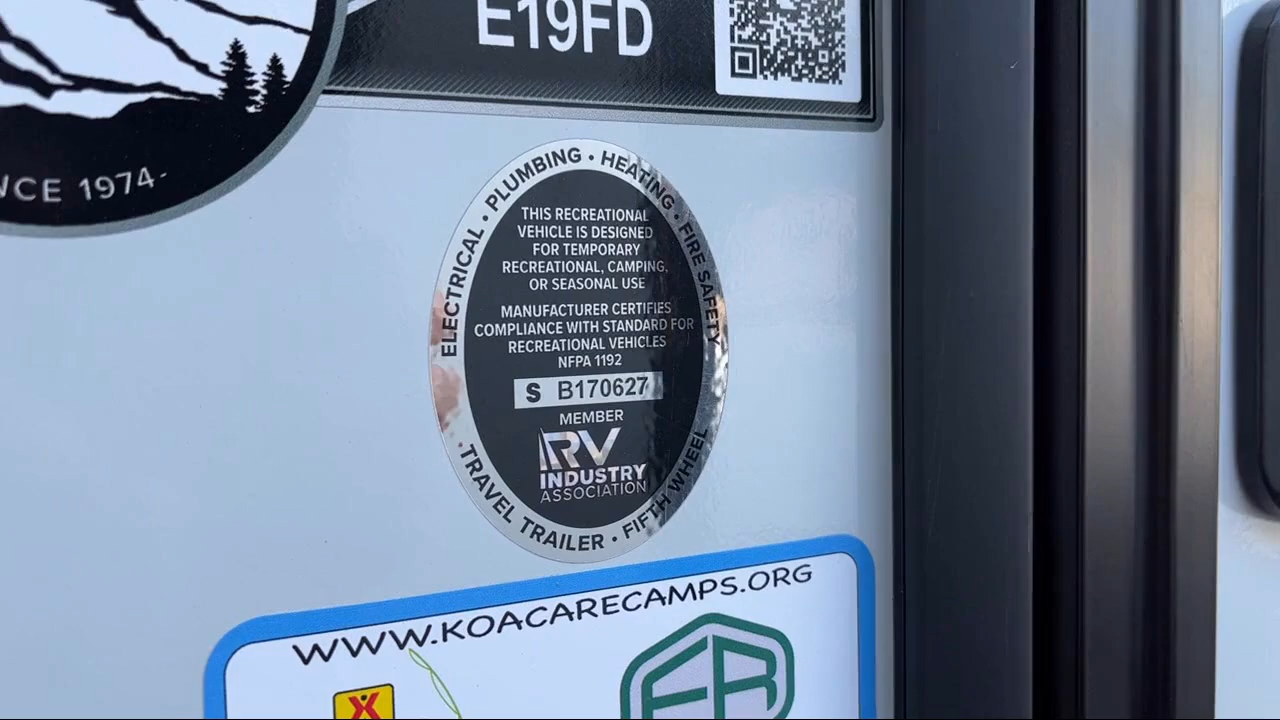 E19FD
NCE 1974-
ELECTRICAL • PLUMBING • HEATING • FIRE SAFETY
THIS RECREATIONAL
VEHICLE IS DESIGNED
FOR TEMPORARY
RECREATIONAL, CAMPING,
OR SEASONAL USE
MANUFACTURER CERTIFIES
COMPLIANCE WITH STANDARD FOR
RECREATIONAL VEHICLES
NFPA 1192
S B170627
MEMBER
RV
INDUSTRY
ASSOCIATION
• TRAVEL TRAILER • FIFTH WHEEL
WWW.KOACARECAMPS.ORG
FR